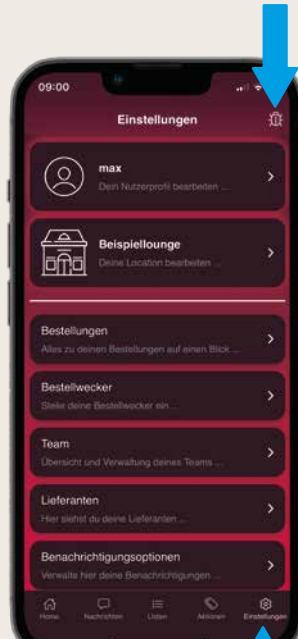 09:00
Einstellungen
max
Dein Nutzerprofil bearbeiten ...
Beispiellounge
Deine Location bearbeiten ...
Bestellungen
Alles zu deinen Bestellungen auf einen Blick ...
Bestellwecker
Stelle deine Bestellwecker ein ...
Team
Übersicht und Verwaltung deines Teams ...
Lieferanten
Hier siehst du deine Lieferanten ...
Benachrichtigungsoptionen
Verwalte hier deine Benachrichtigungen ...
Home Nachrichten Listen Aktionen Einstellungen